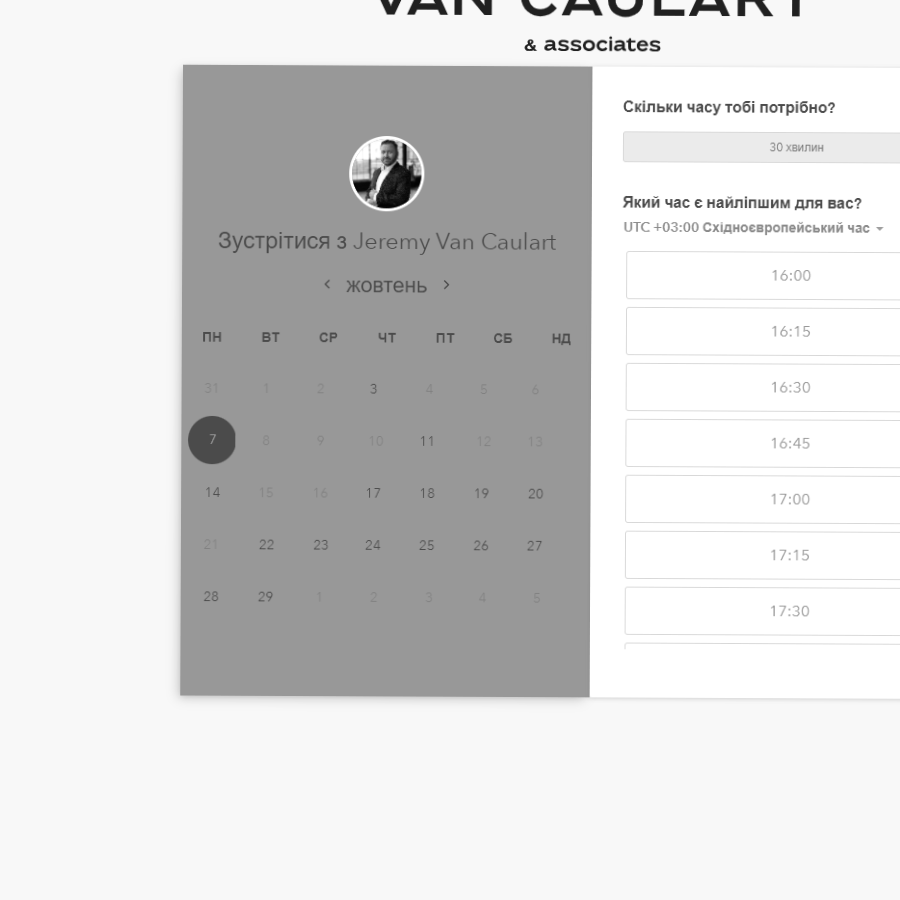 VAN CAULART
& associates
Зустрітися з Jeremy Van Caulart
жовтень
ПН ВТ СР ЧТ ПТ СБ НД
31 1 2 3 4 5 6
7 8 9 10 11 12 13
14 15 16 17 18 19 20
21 22 23 24 25 26 27
28 29 1 2 3 4 5
Скільки часу тобі потрібно?
30 хвилин
Який час є найліпшим для вас?
UTC +03:00 Східноєвропейський час
16:00
16:15
16:30
16:45
17:00
17:15
17:30